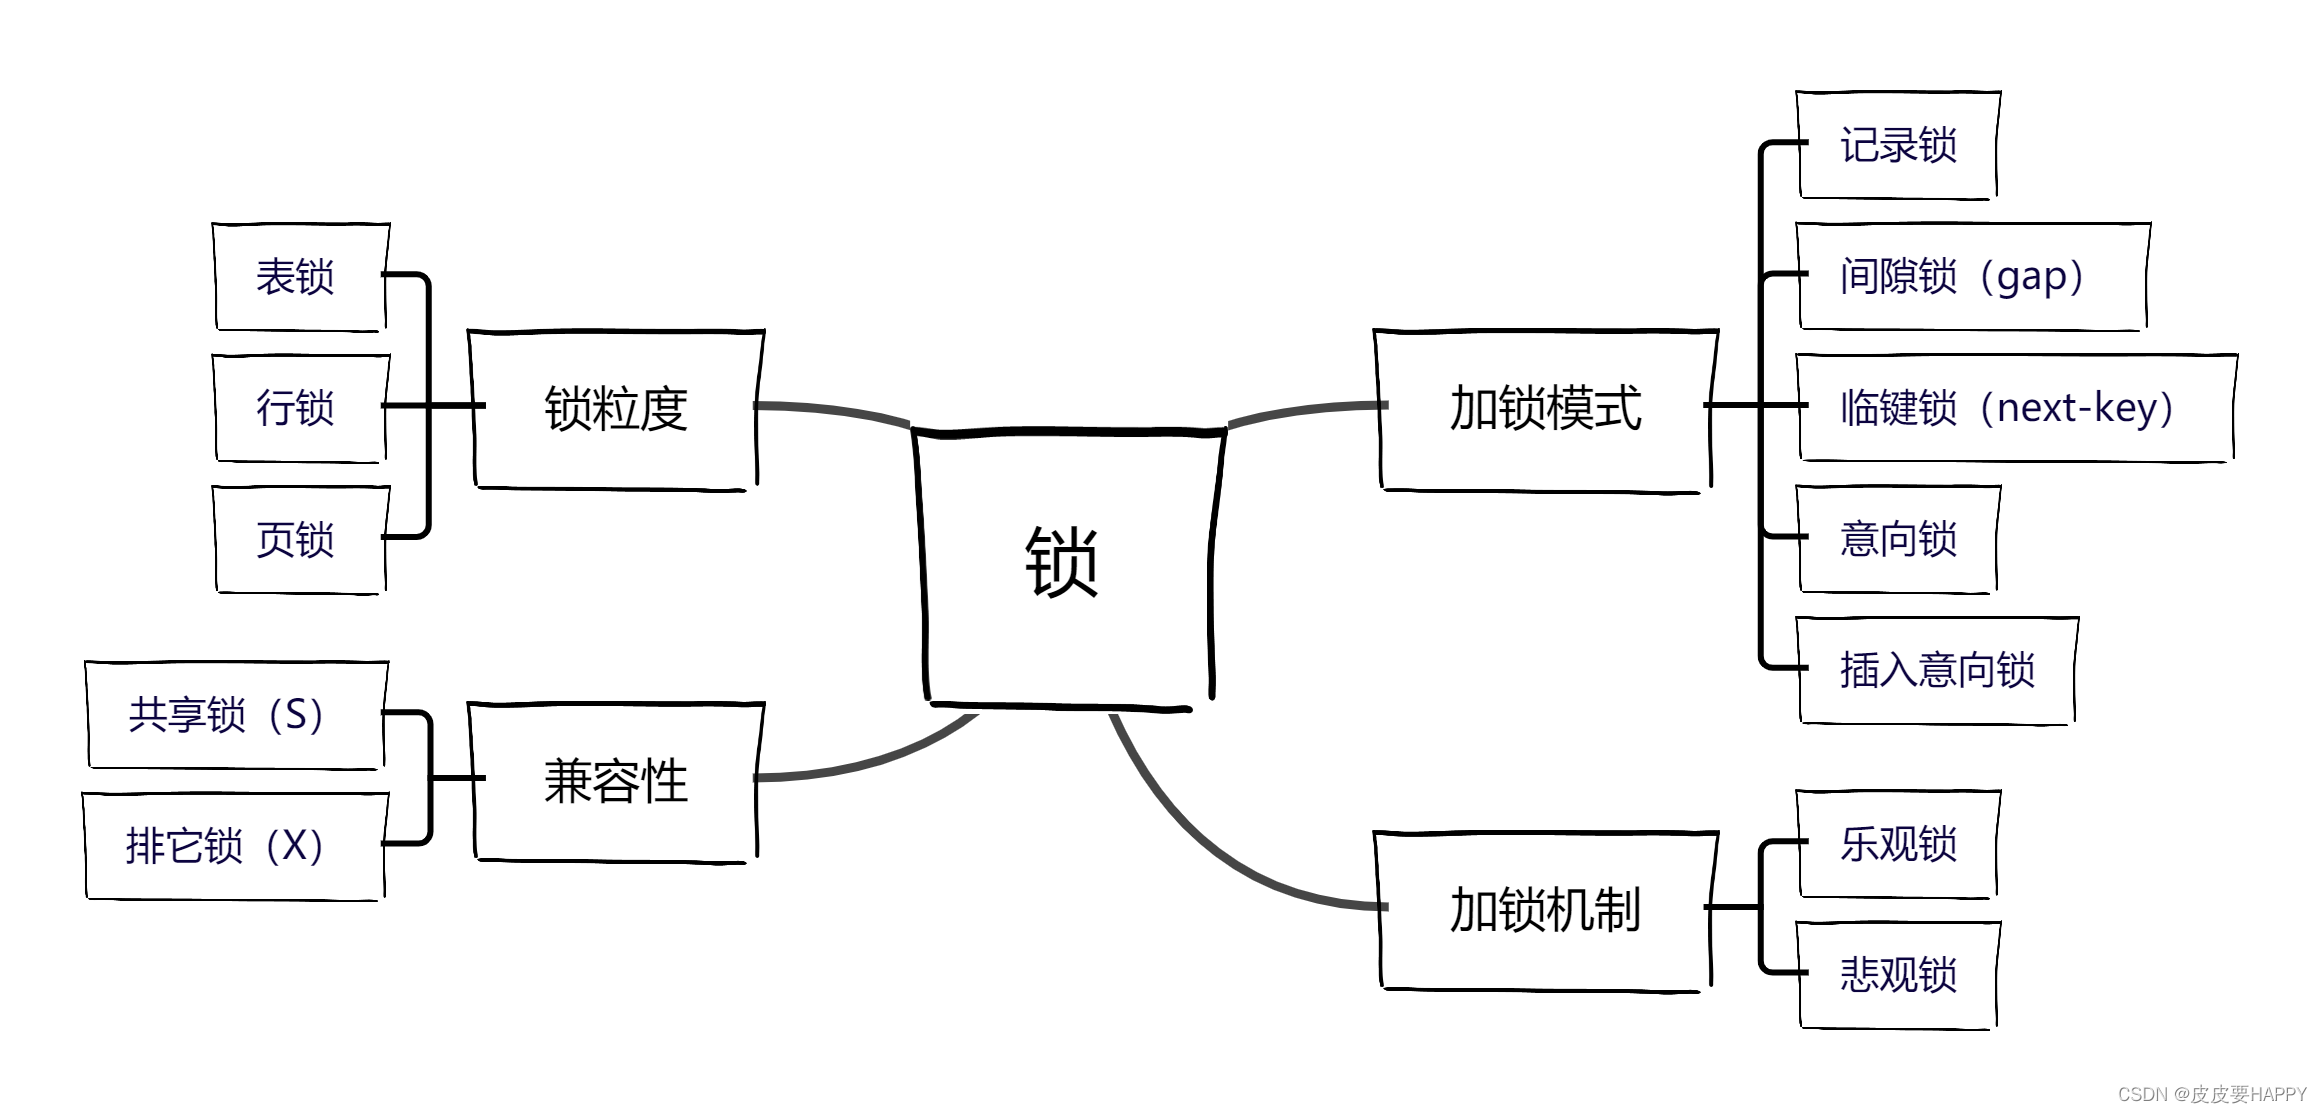 锁
锁粒度
表锁
行锁
页锁
兼容性
共享锁（S）
排它锁（X）
加锁模式
记录锁
间隙锁（gap）
临键锁（next-key）
意向锁
插入意向锁
加锁机制
乐观锁
悲观锁
CSDN @皮皮要HAPPY